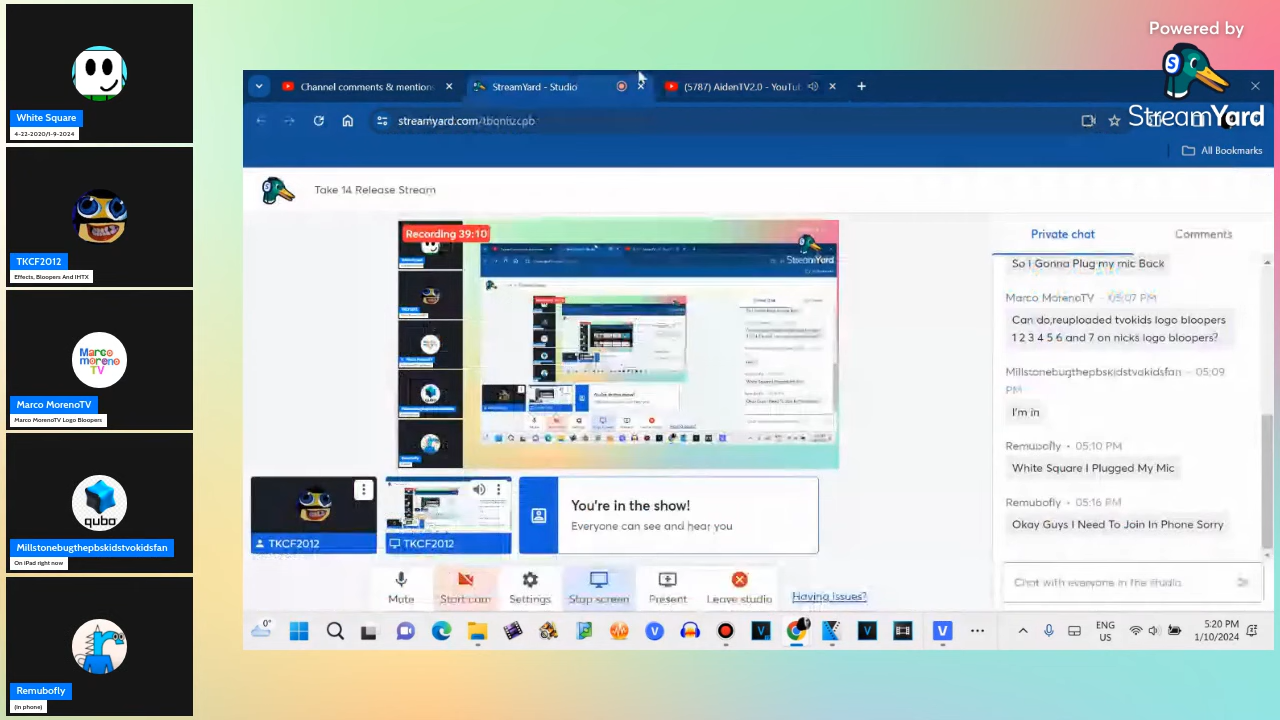 White Square
4-22-2020/1-9-2024
TKCF2012
Effects, Bloopers And IHTX
Marco MorenoTV
Marco MorenoTV
Marco MorenoTV Logo Bloopers
qubo
Millstonebugthepbskidstvokidsfan
On iPad right now
Remubofly
(In phone)
Powered by
StreamYard
Channel comments & mention
StreamYard - Studio
(5787) AidenTV2.0 - YouTu
All Bookmarks
Take 14 Release Stream
Recording 39:10
TKCF2012
TKCF2012
You're in the show!
Everyone can see and hear you
Mute
Start cam
Settings
Stop screen
Present
Leave studio
Having issues?
Private chat
Comments
So I Gonna Plug my mic Back
Marco MorenoTV • 05:07 PM
Can do reuploaded tvokids logo bloopers
1 2 3 4 5 6 and 7 on nicks logo bloopers?
Millstonebugthepbskidstvokidsfan • 05:09
PM
I'm in
Remubofly • 05:10 PM
White Square I Plugged My Mic
Remubofly • 05:16 PM
Okay Guys I Need To Join In Phone Sorry
Chat with everyone in the studio
0°
ENG
US
5:20 PM
1/10/2024